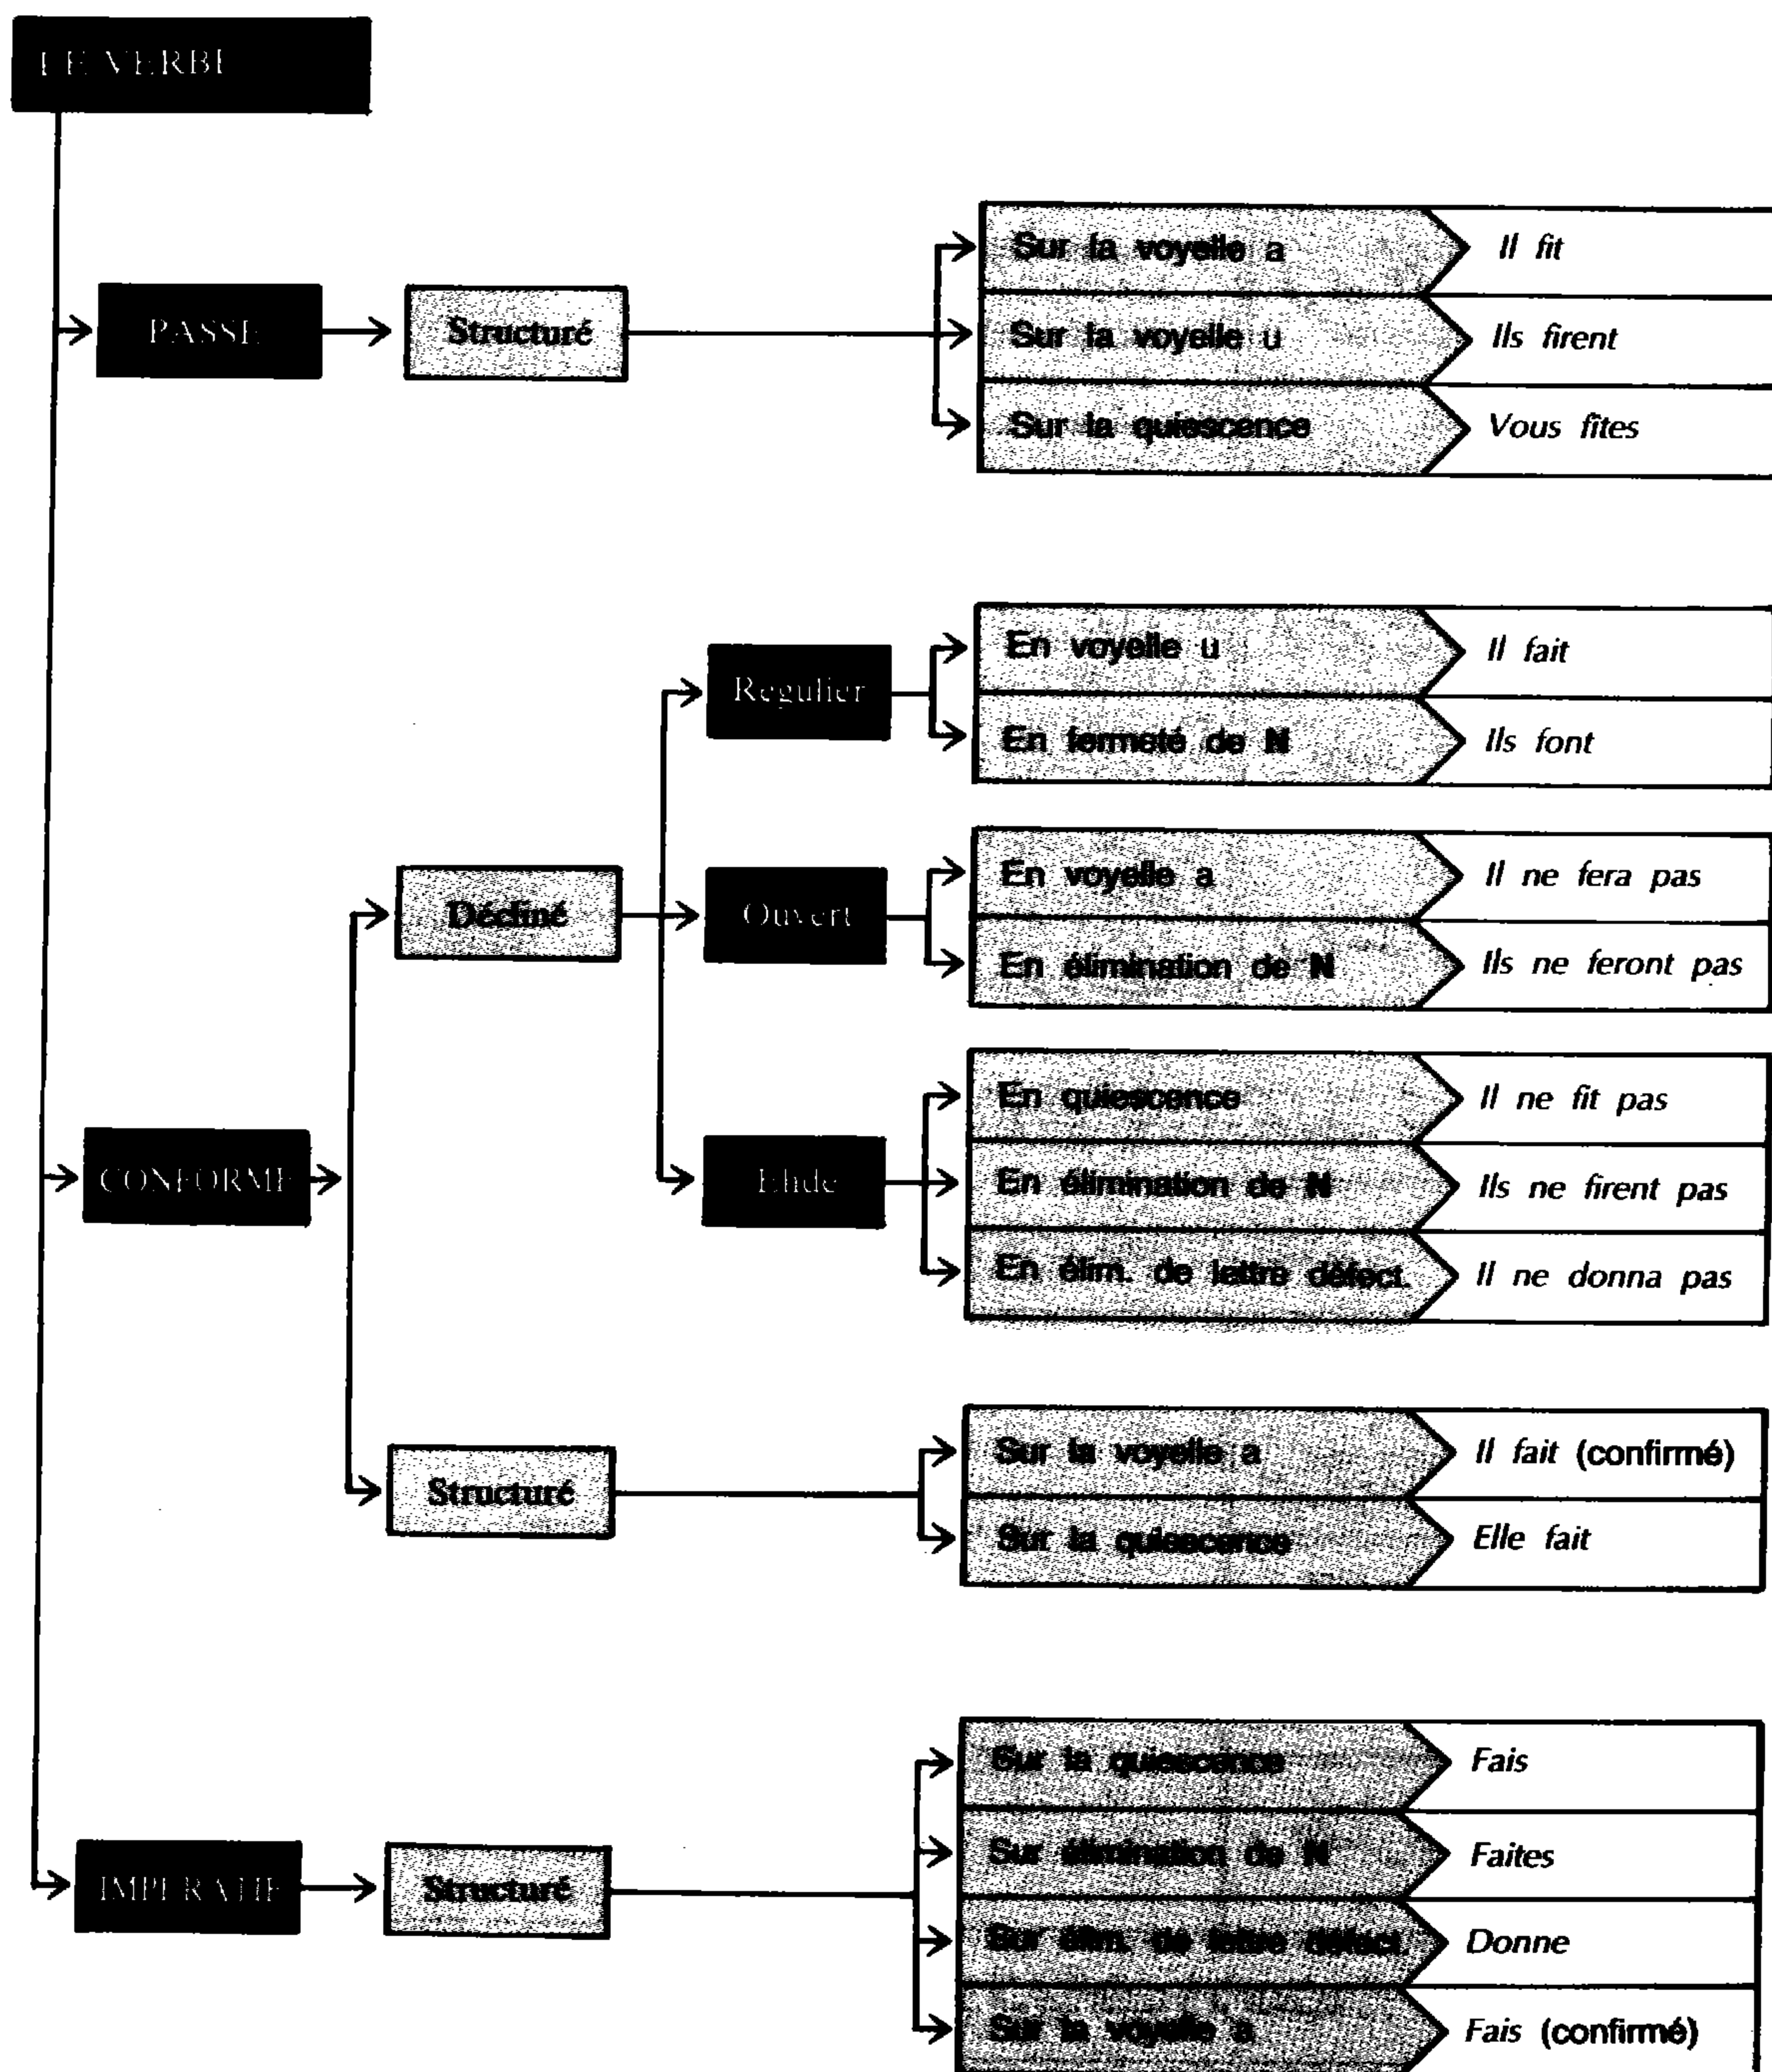 LE VERBE
Sur la voyelle a Il fit
PASSE Structuré Sur la voyelle u Ils firent
Sur la quiescence Vous fîtes
En voyelle u Il fait
Regulier
En fermeté de N Ils font
En voyelle a Il ne fera pas
Décliné Ouvert
En élimination de N Ils ne feront pas
En quiescence Il ne fit pas
CONFORME Elidé En élimination de N Ils ne firent pas
En élim. de lettre défect. Il ne donna pas
Sur la voyelle a Il fait (confirmé)
Structuré
Sur la quiescence Elle fait
Sur la quiescence Fais
Sur élimination de N Faites
IMPERATIF Structuré
Sur élim. de lettre défect. Donne
Sur la voyelle a Fais (confirmé)